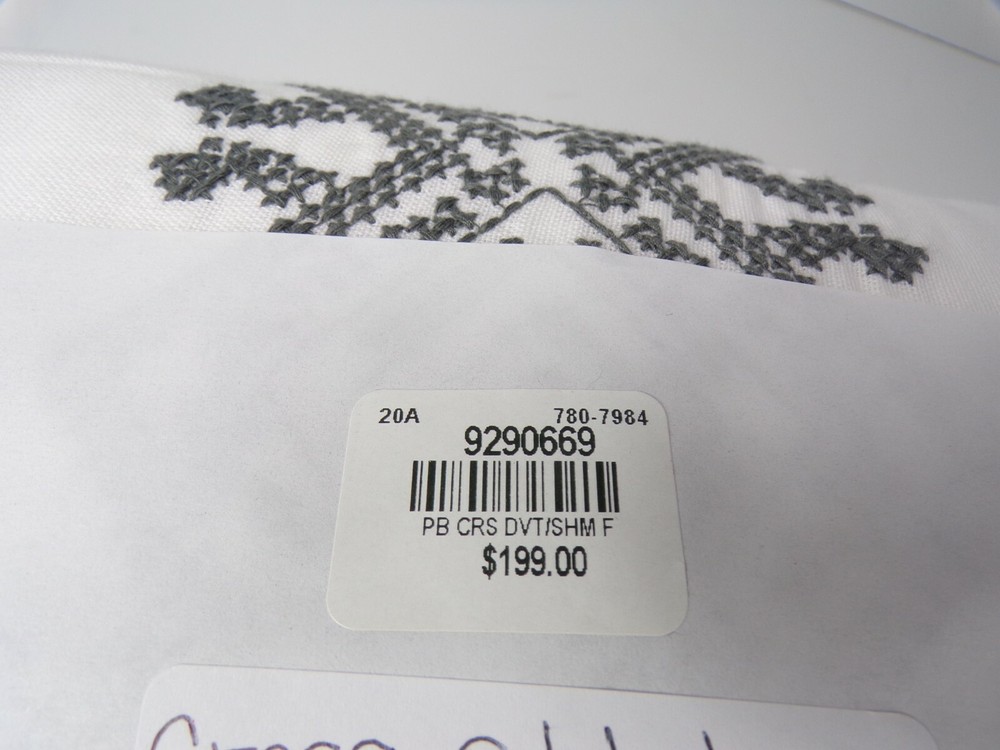 20A 780-7984
9290669
PB CRS DVT/SHM F
$199.00